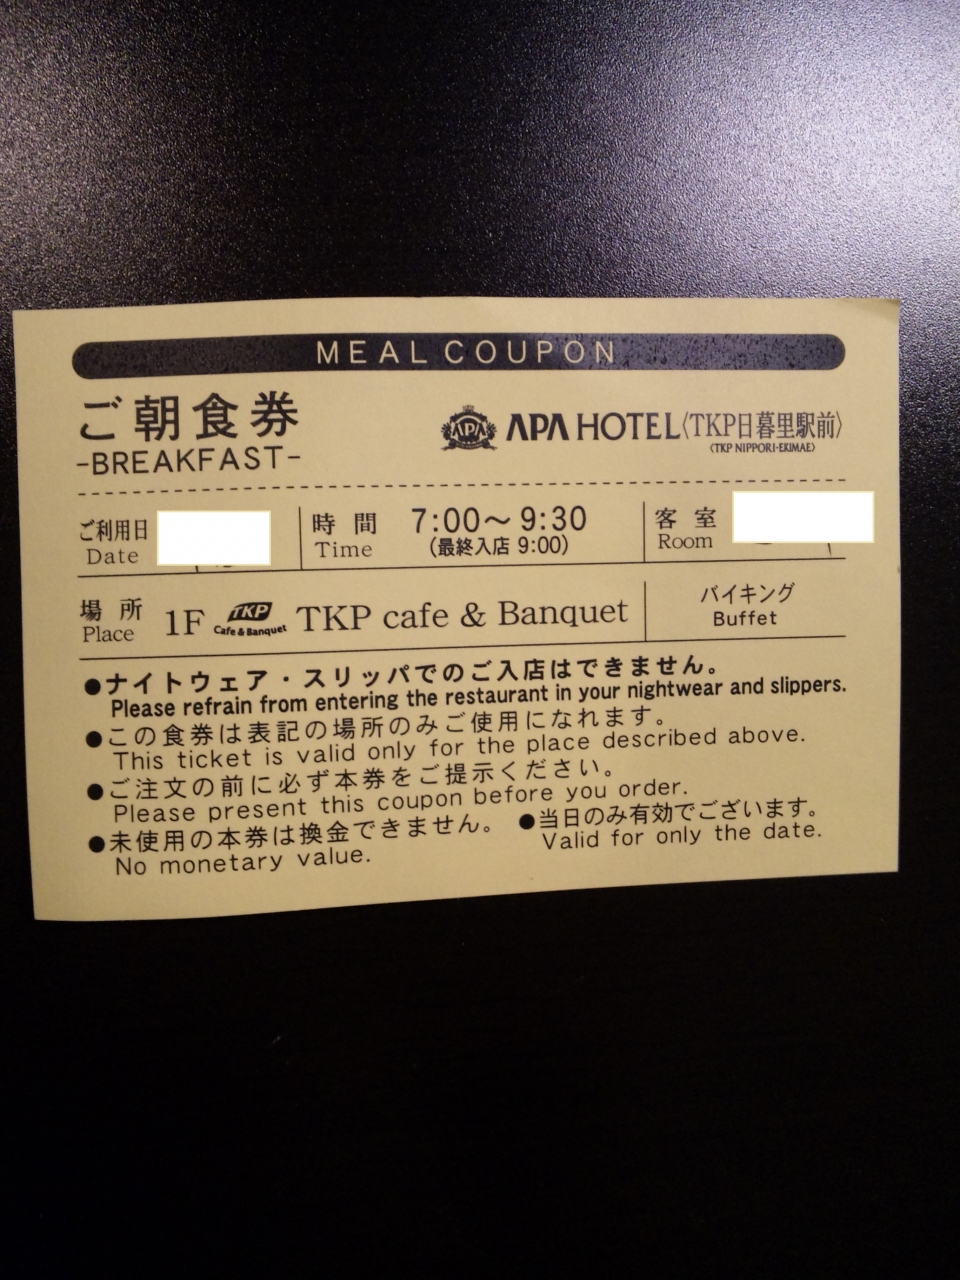 MEAL COUPON
ご朝食券
-BREAKFAST-
APA
APA HOTEL〈TKP日暮里駅前〉
〈TKP NIPPORI-EKIMAE〉
ご利用日
Date
時間 7:00〜9:30
Time (最終入店 9:00)
客室
Room
場所
Place
1F TKP Cafe & Banquet TKP cafe & Banquet
バイキング
Buffet
●ナイトウェア・スリッパでのご入店はできません。
Please refrain from entering the restaurant in your nightwear and slippers.
●この食券は表記の場所のみご使用になれます。
This ticket is valid only for the place described above.
●ご注文の前に必ず本券をご提示ください。
Please present this coupon before you order.
●未使用の本券は換金できません。 ●当日のみ有効でございます。
No monetary value. Valid for only the date.